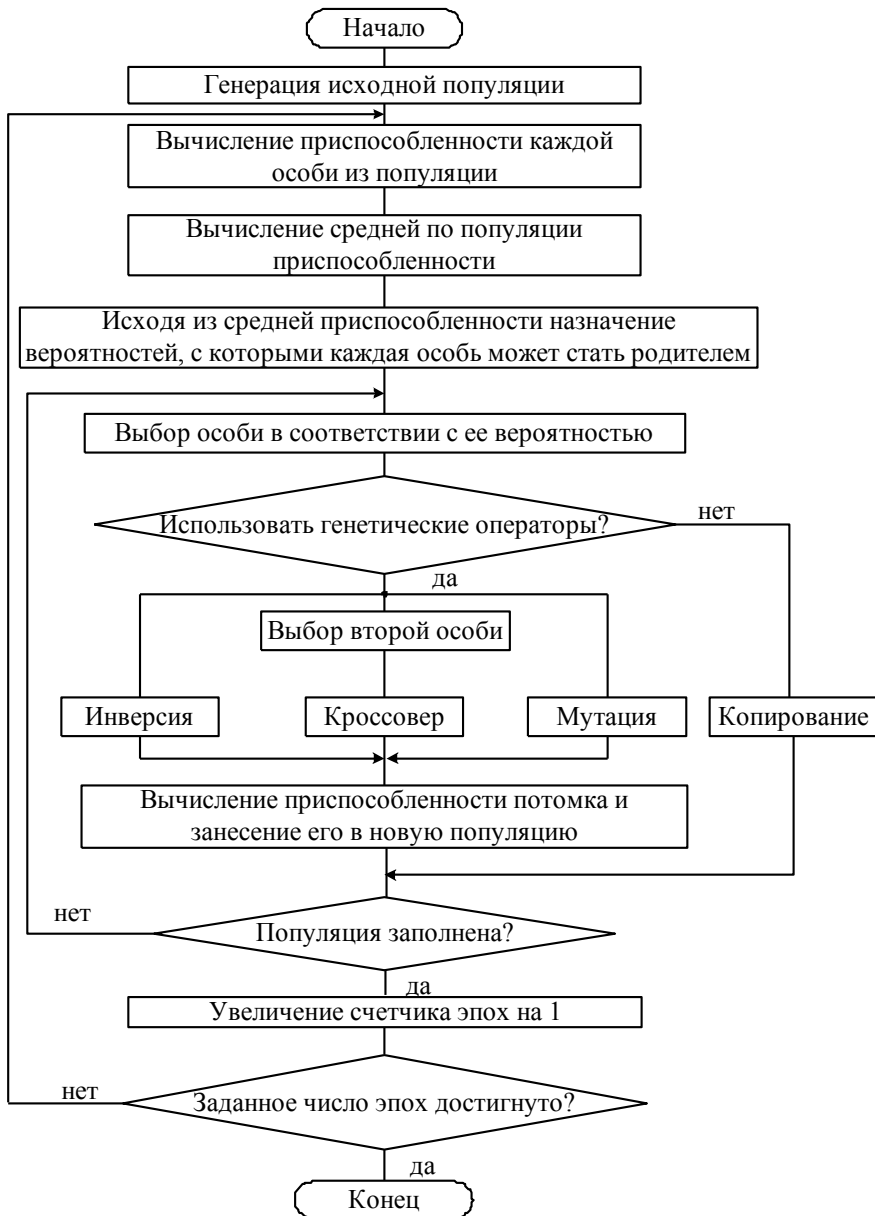 Начало
Генерация исходной популяции
Вычисление приспособленности каждой
особи из популяции
Вычисление средней по популяции
приспособленности
Исходя из средней приспособленности назначение
вероятностей, с которыми каждая особь может стать родителем
Выбор особи в соответствии с ее вероятностью
Использовать генетические операторы?
нет
да
Выбор второй особи
Инверсия
Кроссовер
Мутация
Копирование
Вычисление приспособленности потомка и
занесение его в новую популяцию
нет
Популяция заполнена?
да
Увеличение счетчика эпох на 1
нет
Заданное число эпох достигнуто?
да
Конец